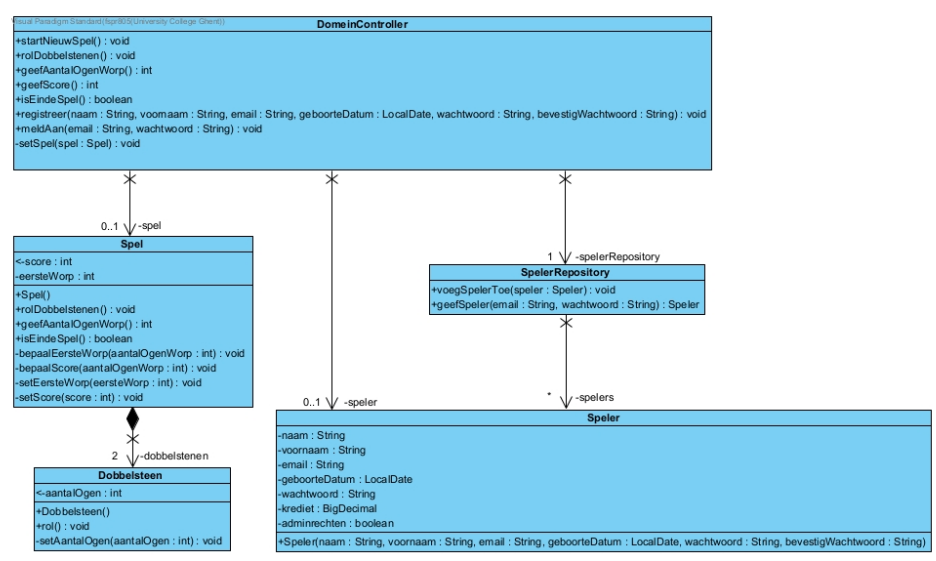 Visual Paradigm Standard(fspr805(University College Ghent))
DomeinController
+startNieuwSpel() : void
+rolDobbelstenen() : void
+geefAantalOgenWorp() : int
+geefScore() : int
+isEindeSpel() : boolean
+registreer(naam : String, voornaam : String, email : String, geboorteDatum : LocalDate, wachtwoord : String, bevestigWachtwoord : String) : void
+meldAan(email : String, wachtwoord : String) : void
-setSpel(spel : Spel) : void
0..1 -spel
Spel
<-score : int
-eersteWorp : int
+Spel()
+rolDobbelstenen() : void
+geefAantalOgenWorp() : int
+isEindeSpel() : boolean
-bepaalEersteWorp(aantalOgenWorp : int) : void
-bepaalScore(aantalOgenWorp : int) : void
-setEersteWorp(eersteWorp : int) : void
-setScore(score : int) : void
1 -spelerRepository
SpelerRepository
+voegSpelerToe(speler : Speler) : void
+geefSpeler(email : String, wachtwoord : String) : Speler
0..1 -speler
* -spelers
2 -dobbelstenen
Dobbelsteen
<-aantalOgen : int
+Dobbelsteen()
+rol() : void
-setAantalOgen(aantalOgen : int) : void
Speler
-naam : String
-voornaam : String
-email : String
-geboorteDatum : LocalDate
-wachtwoord : String
-krediet : BigDecimal
-adminrechten : boolean
+Speler(naam : String, voornaam : String, email : String, geboorteDatum : LocalDate, wachtwoord : String, bevestigWachtwoord : String)